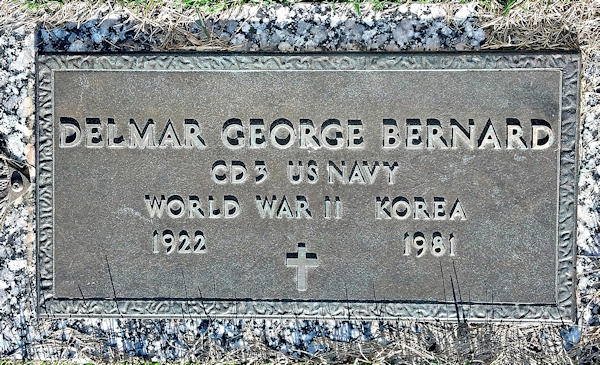 DELMAR GEORGE BERNARD
CD 3 US NAVY
WORLD WAR II KOREA
1922 1981